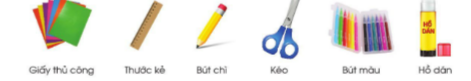 HỒ
DÁN
Giấy thủ công Thước kẻ Bút chì Kéo Bút màu Hồ dán